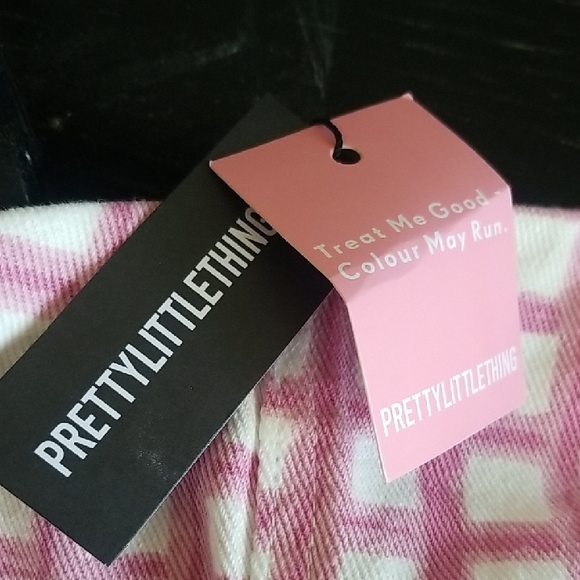 PRETTYLITTLETHING
Treat Me Good -
Colour May Run.
PRETTYLITTLETHING